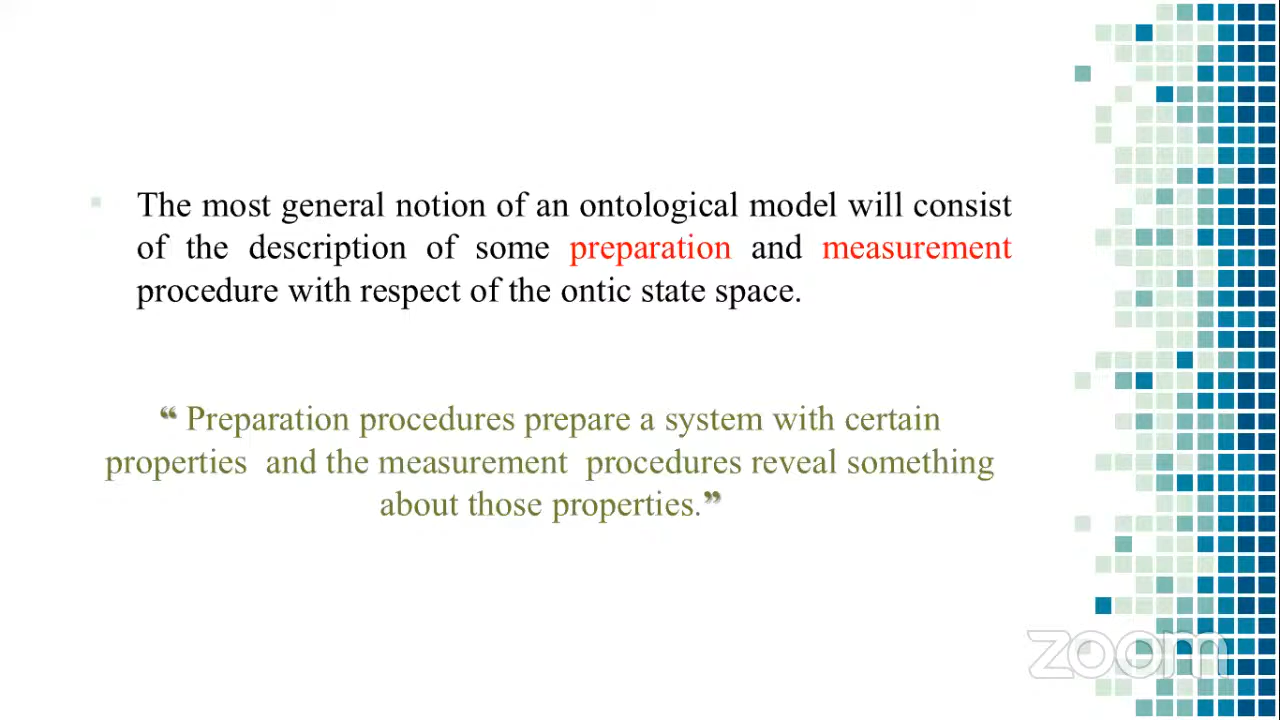 The most general notion of an ontological model will consist
of the description of some preparation and measurement
procedure with respect of the ontic state space.
❝ Preparation procedures prepare a system with certain
properties and the measurement procedures reveal something
about those properties.❞
zoom